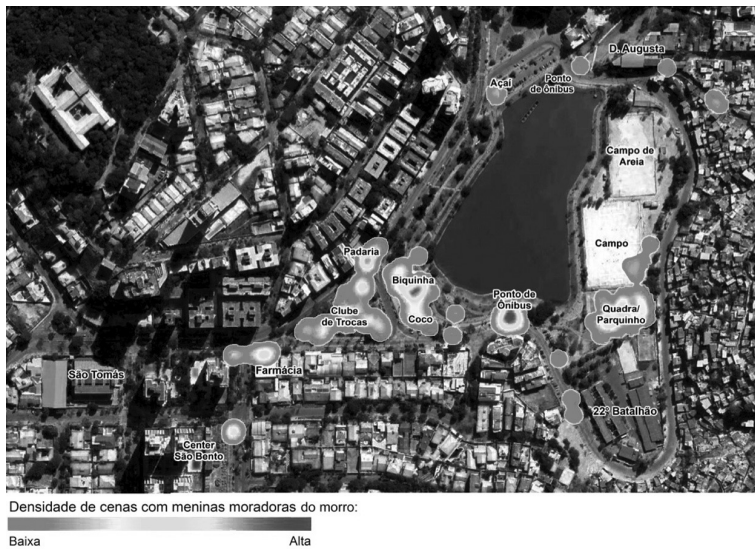 D. Augusta
Açaí
Ponto
de Ônibus
Campo de
Areia
Padaria
Campo
Biquinha
Clube
de Trocas
Coco
Ponto de
Ônibus
Quadra/
Parquinho
São Tomás
Farmácia
22º Batalhão
Center
São Bento
Densidade de cenas com meninas moradoras do morro:
Baixa
Alta